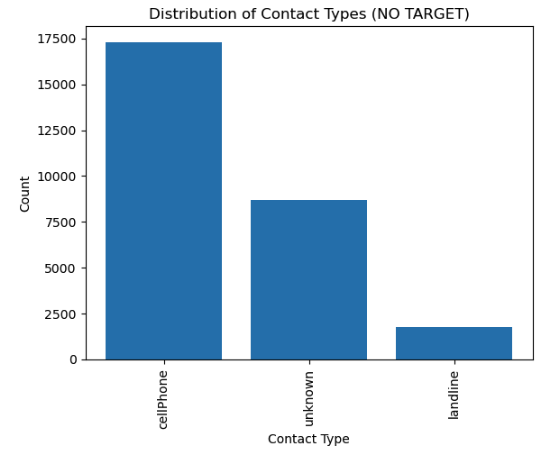 Distribution of Contact Types (NO TARGET)
17500
15000
12500
10000
7500
5000
2500
0
Count
cellPhone
unknown
landline
Contact Type